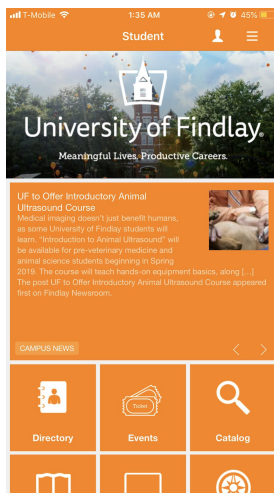 T-Mobile 1:35 AM 45%
Student
University of Findlay
Meaningful Lives. Productive Careers.
UF to Offer Introductory Animal
Ultrasound Course
Medical imaging doesn't just benefit humans,
as some University of Findlay students will
learn. "Introduction to Animal Ultrasound" will
be available for pre-veterinary medicine and
animal science students beginning in Spring
2019. The course will teach hands-on equipment basics, along [...]
The post UF to Offer Introductory Animal Ultrasound Course appeared
first on Findlay Newsroom.
CAMPUS NEWS
Ticket
Directory Events Catalog